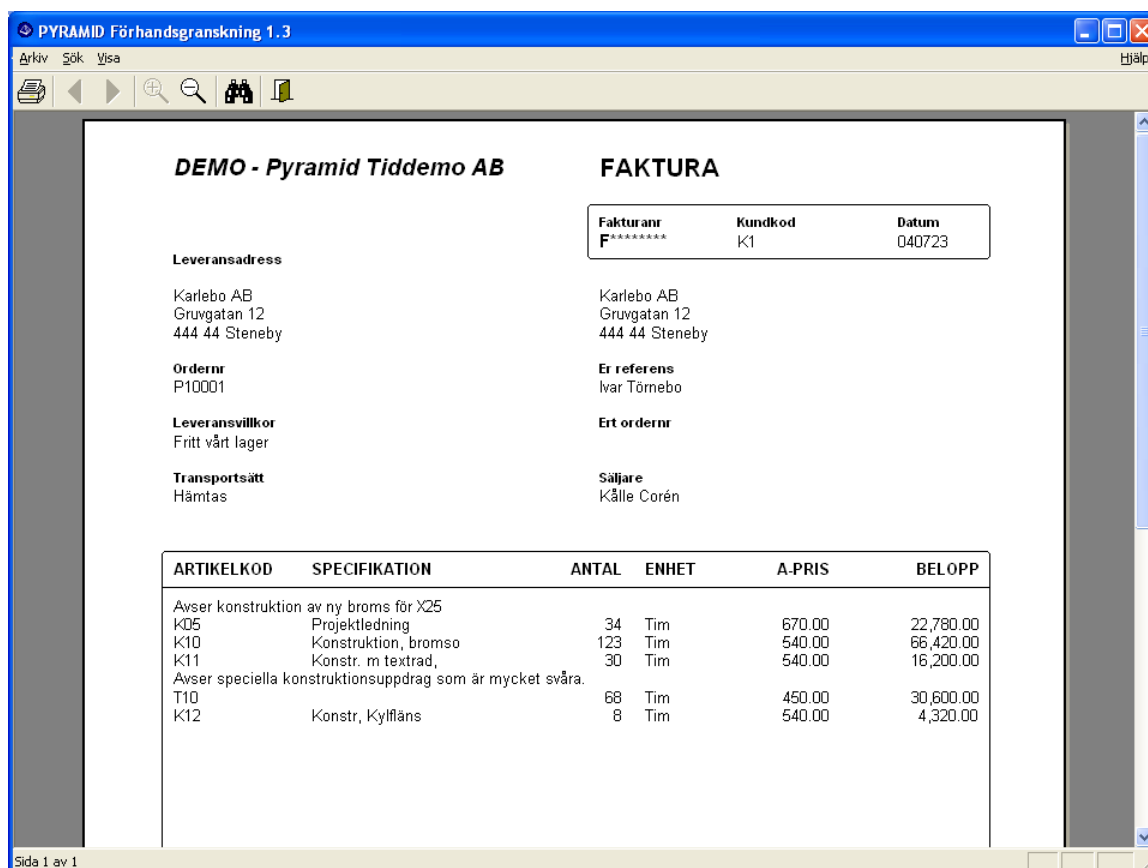 PYRAMID Förhandsgranskning 1.3
Arkiv Sök Visa Hjälp
DEMO - Pyramid Tiddemo AB FAKTURA
Fakturanr Kundkod Datum
F******** K1 040723
Leveransadress
Karlebo AB Karlebo AB
Gruvgatan 12 Gruvgatan 12
444 44 Steneby 444 44 Steneby
Ordernr Er referens
P10001 Ivar Törnebo
Leveransvillkor Ert ordernr
Fritt vårt lager
Transportsätt Säljare
Hämtas Kålle Corén
ARTIKELKOD SPECIFIKATION ANTAL ENHET A-PRIS BELOPP
Avser konstruktion av ny broms för X25
K05 Projektledning 34 Tim 670.00 22,780.00
K10 Konstruktion, bromso 123 Tim 540.00 66,420.00
K11 Konstr. m textrad, 30 Tim 540.00 16,200.00
Avser speciella konstruktionsuppdrag som är mycket svåra.
T10 68 Tim 450.00 30,600.00
K12 Konstr, Kylfläns 8 Tim 540.00 4,320.00
Sida 1 av 1